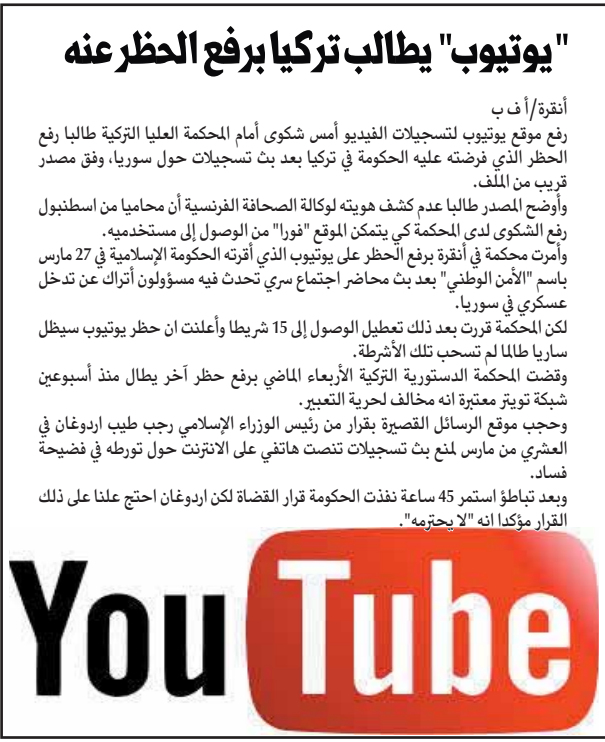 "يوتيوب" يطالب تركيا برفع الحظر عنه
أنقرة/أ ف ب
رفع موقع يوتيوب لتسجيلات الفيديو أمس شكوى أمام المحكمة العليا التركية طالبا رفع
الحظر الذي فرضته عليه الحكومة في تركيا بعد بث تسجيلات حول سوريا، وفق مصدر
قريب من الملف.
وأوضح المصدر طالبا عدم كشف هويته لوكالة الصحافة الفرنسية أن محاميا من اسطنبول
رفع الشكوى لدى المحكمة كي يتمكن الموقع "فورا" من الوصول إلى مستخدميه.
وأمرت محكمة في أنقرة برفع الحظر على يوتيوب الذي أقرته الحكومة الإسلامية في 27 مارس
باسم "الأمن الوطني" بعد بث محاضر اجتماع سري تحدث فيه مسؤولون أتراك عن تدخل
عسكري في سوريا.
لكن المحكمة قررت بعد ذلك تعطيل الوصول إلى 15 شريطا وأعلنت ان حظر يوتيوب سيظل
ساريا طالما لم تسحب تلك الأشرطة.
وقضت المحكمة الدستورية التركية الأربعاء الماضي برفع حظر آخر يطال منذ أسبوعين
شبكة تويتر معتبرة انه مخالف لحرية التعبير.
وحجب موقع الرسائل القصيرة بقرار من رئيس الوزراء الإسلامي رجب طيب اردوغان في
العشري من مارس لمنع بث تسجيلات تنصت هاتفي على الانترنت حول تورطه في فضيحة
فساد.
وبعد تباطؤ استمر 45 ساعة نفذت الحكومة قرار القضاة لكن اردوغان احتج علنا على ذلك
القرار مؤكدا انه "لا يحترمه".
YouTube